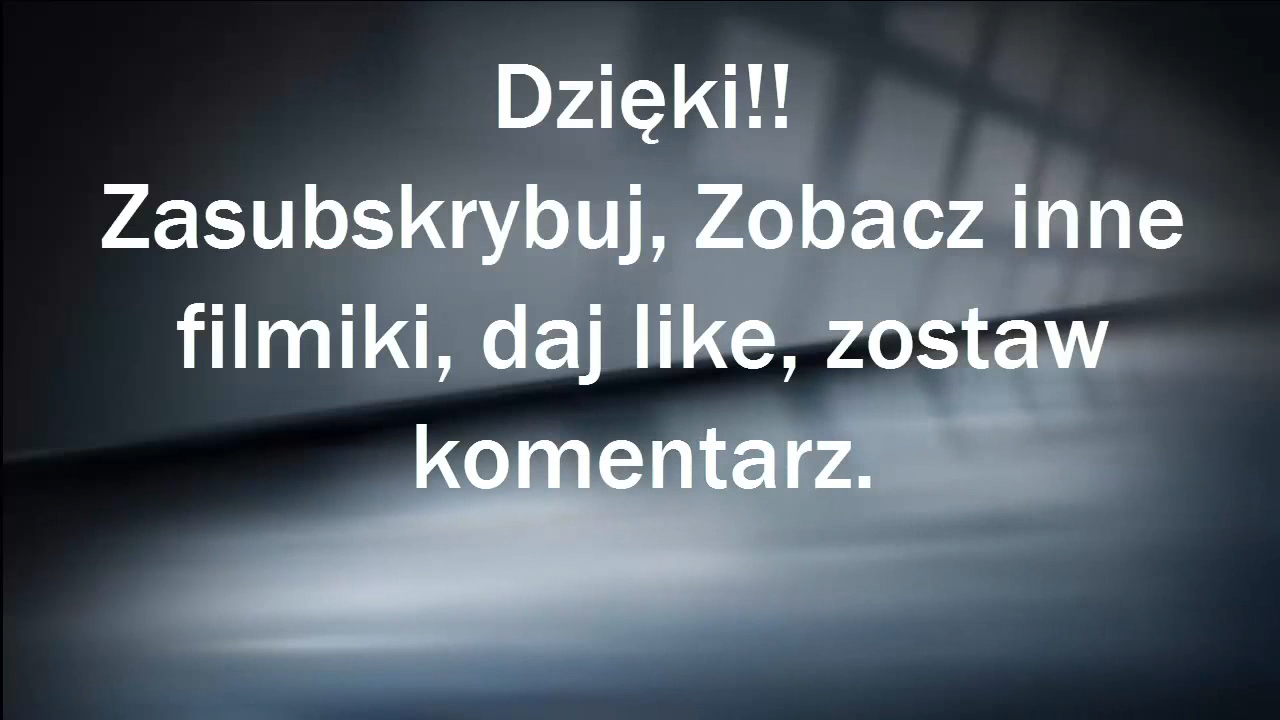 Dzięki!!
Zasubskrybuj, Zobacz inne
filmiki, daj like, zostaw
komentarz.